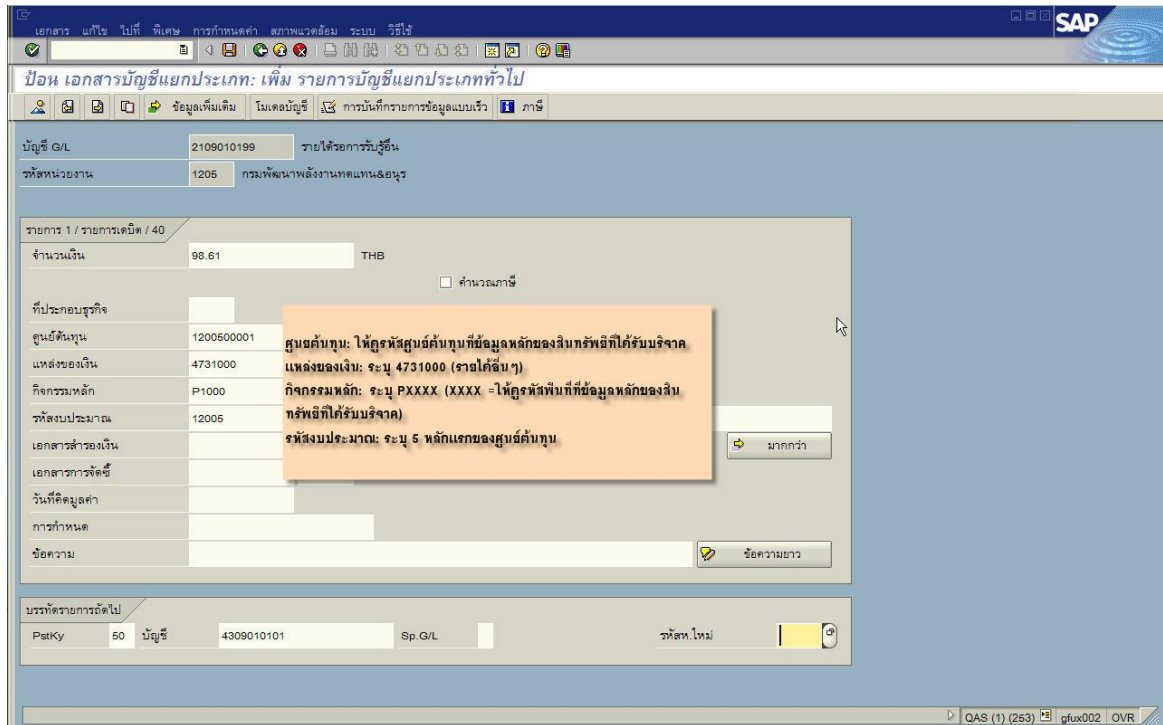 เอกสาร แก้ไข ไปที่ พิเศษ การกำหนดค่า สภาพแวดล้อม ระบบ วิธีใช้
SAP
ป้อน เอกสารบัญชีแยกประเภท: เพิ่ม รายการบัญชีแยกประเภททั่วไป
ข้อมูลเพิ่มเติม โมเดลบัญชี การบันทึกรายการข้อมูลแบบเร็ว ภาษี
บัญชี G/L 2109010199 รายได้รอการรับรู้อื่น
รหัสหน่วยงาน 1205 กรมพัฒนาพลังงานทดแทน&อนุร
รายการ 1 / รายการเดบิต / 40
จำนวนเงิน 98.61 THB
คำนวณภาษี
ที่ประกอบธุรกิจ
ศูนย์ต้นทุน 1200500001
แหล่งของเงิน 4731000
กิจกรรมหลัก P1000
รหัสงบประมาณ 12005
เอกสารสำรองเงิน มากกว่า
เอกสารการจัดซื้
วันที่คิดมูลค่า
การกำหนด
ข้อความ ข้อความยาว
ศูนย์ต้นทุน: ให้ดูรหัสศูนย์ต้นทุนที่ข้อมูลหลักของสินทรัพย์ที่ได้รับบริจาค
แหล่งของเงิน: ระบุ 4731000 (รายได้อื่นๆ)
กิจกรรมหลัก: ระบุ PXXXX (XXXX =ให้ดูรหัสพื้นที่ที่ข้อมูลหลักของสิน
ทรัพย์ที่ได้รับบริจาค)
รหัสงบประมาณ: ระบุ 5 หลักแรกของศูนย์ต้นทุน
บรรทัดรายการถัดไป
PstKy 50 บัญชี 4309010101 Sp.G/L รหัสห.ใหม่
QAS (1) (253) gfux002 OVR